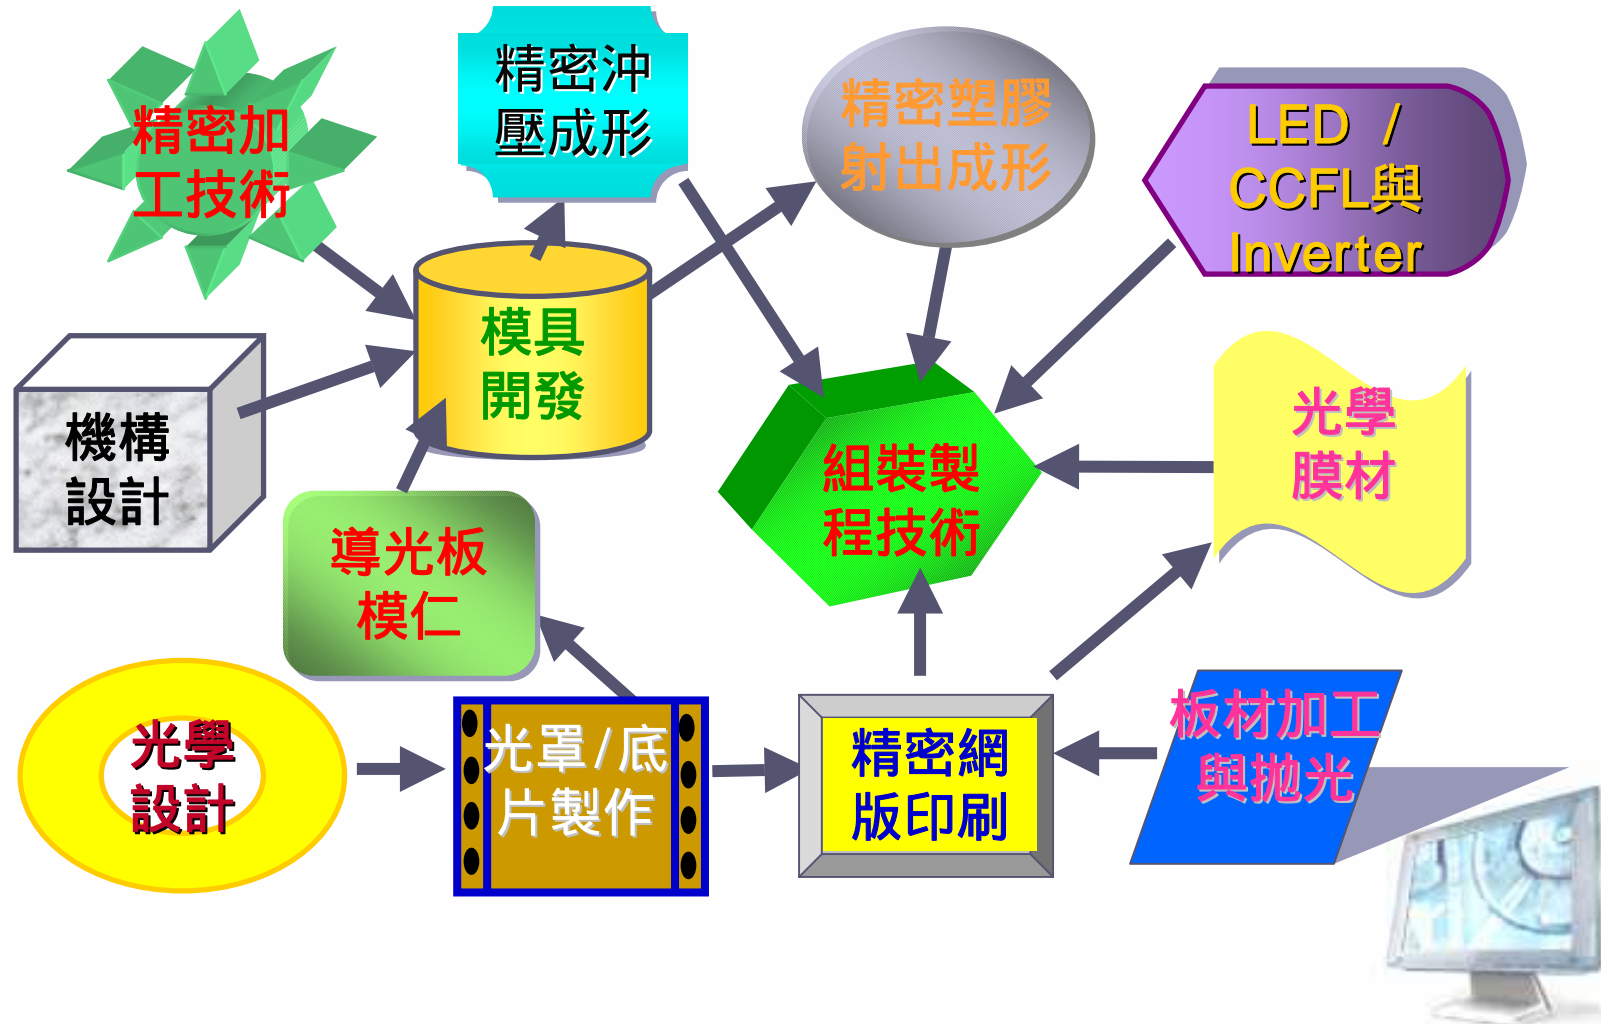 精密加
工技術
精密沖
壓成形
精密塑膠
射出成形
LED /
CCFL與
Inverter
模具
開發
機構
設計
光學
膜材
組裝製
程技術
導光板
模仁
光學
設計
光罩/底
片製作
精密網
版印刷
板材加工
與拋光